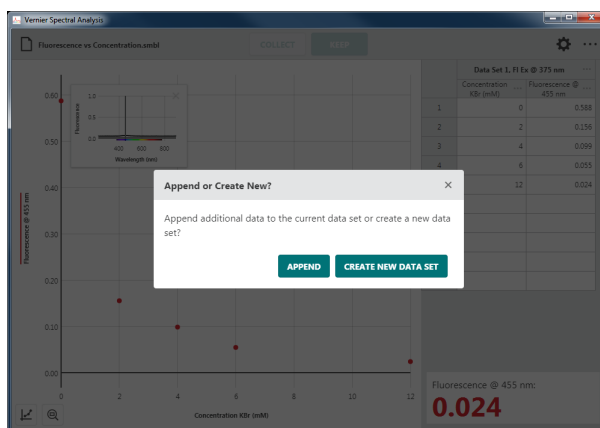 Vernier Spectral Analysis
Fluorescence vs Concentration.smbl
COLLECT
KEEP
Data Set 1, Fl Ex @ 375 nm
Concentration KBr (mM)
Fluorescence @ 455 nm
1 0 0.588
2 2 0.156
3 4 0.099
4 6 0.055
12 0.024
Fluorescence @ 455 nm
0.60
0.50
0.40
0.30
0.20
0.10
0.00
0 2 4 6 8 10 12
Concentration KBr (mM)
Fluorescence
1.0
0.5
0.0
400 600 800
Wavelength (nm)
Append or Create New?
Append additional data to the current data set or create a new data
set?
APPEND
CREATE NEW DATA SET
Fluorescence @ 455 nm:
0.024